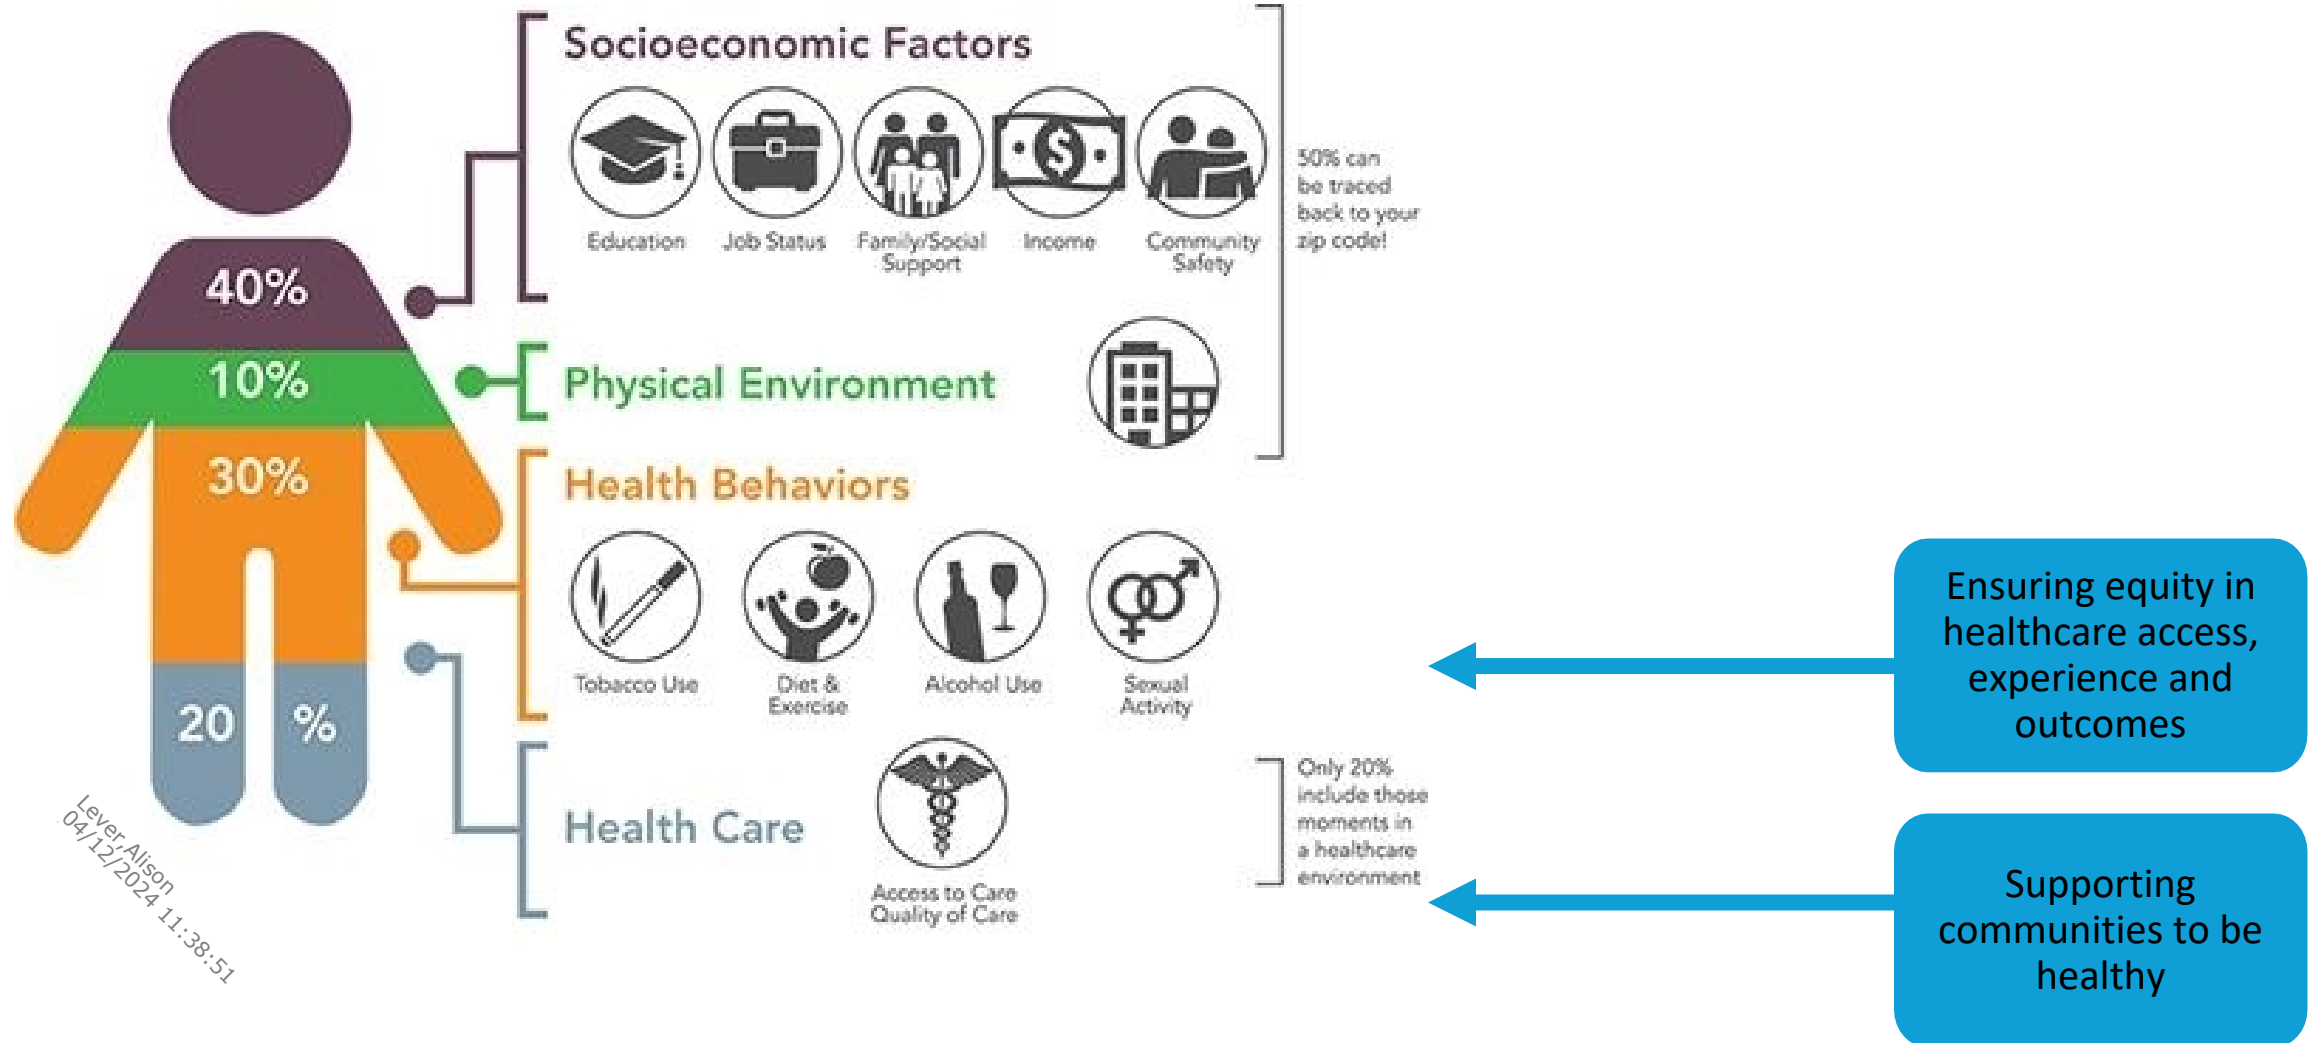 Socioeconomic Factors
Education
Job Status
Family/Social
Support
Income
Community
Safety
50% can
be traced
back to your
zip code!
40%
10%
Physical Environment
30%
Health Behaviors
Tobacco Use
Diet &
Exercise
Alcohol Use
Sexual
Activity
20 %
Health Care
Access to Care
Quality of Care
Only 20%
include those
moments in
a healthcare
environment
Ensuring equity in
healthcare access,
experience and
outcomes
Supporting
communities to be
healthy
Lever, Alison
04/12/2024 11:38:51